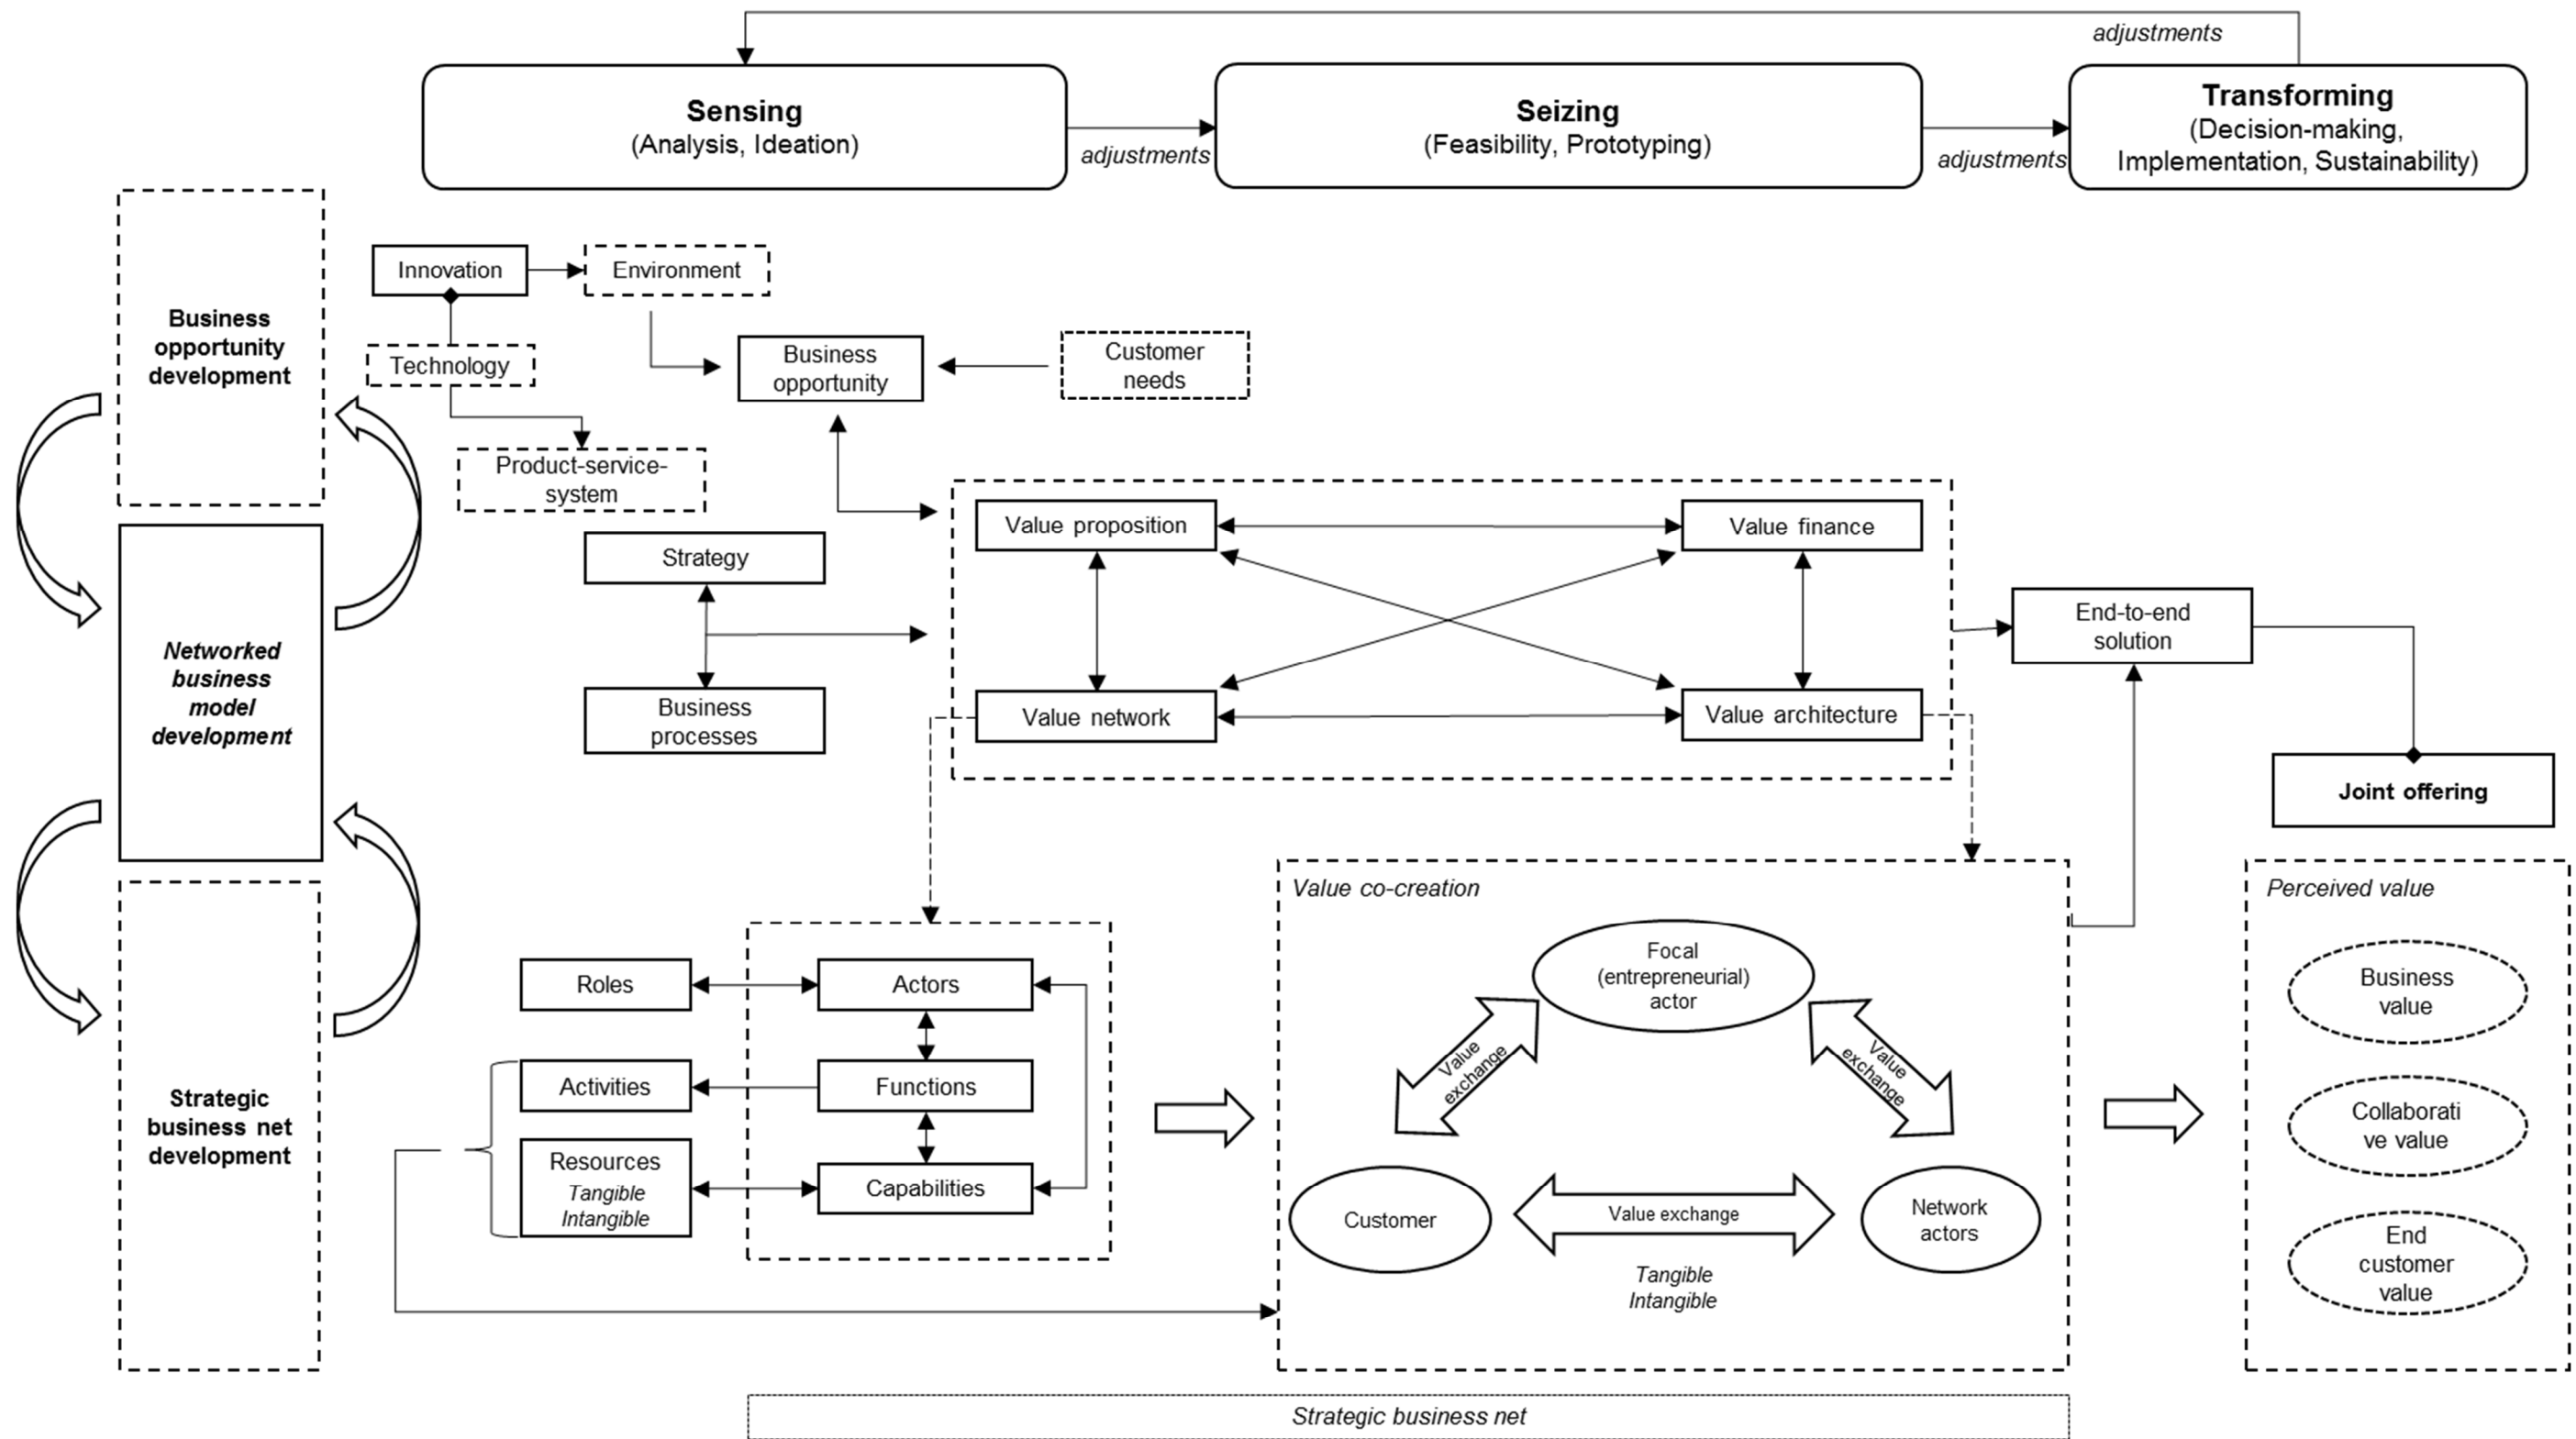 adjustments
Sensing
(Analysis, Ideation)
adjustments
Seizing
(Feasibility, Prototyping)
adjustments
Transforming
(Decision-making,
Implementation, Sustainability)
Business
opportunity
development
Innovation
Environment
Technology
Business
opportunity
Customer
needs
Product-service-
system
Networked
business
model
development
Strategy
Business
processes
Value proposition
Value finance
Value network
Value architecture
End-to-end
solution
Joint offering
Strategic
business net
development
Roles
Actors
Activities
Functions
Resources
Tangible
Intangible
Capabilities
Value co-creation
Focal
(entrepreneurial)
actor
Value
exchange
Value
exchange
Customer
Value exchange
Network
actors
Tangible
Intangible
Perceived value
Business
value
Collaborati
ve value
End
customer
value
Strategic business net